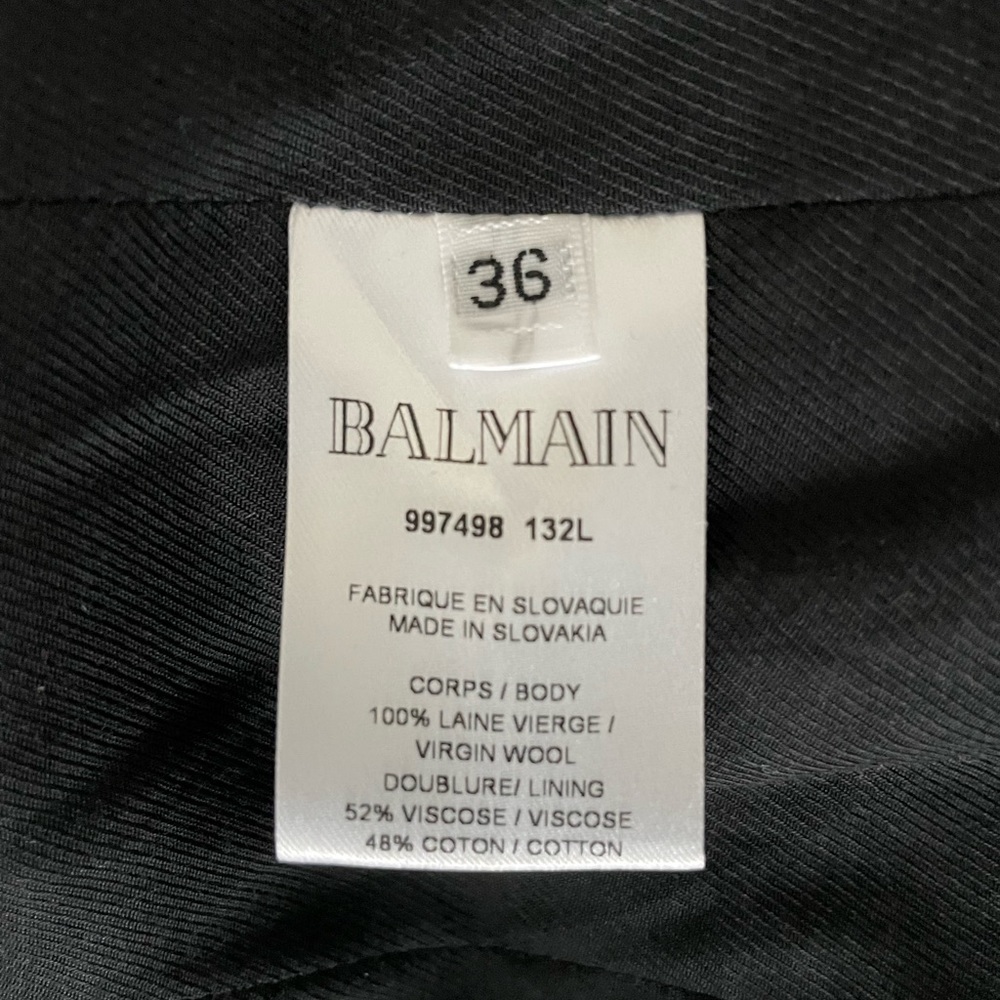 36
BALMAIN
997498 132L
FABRIQUE EN SLOVAQUIE
MADE IN SLOVAKIA
CORPS / BODY
100% LAINE VIERGE /
VIRGIN WOOL
DOUBLURE/ LINING
52% VISCOSE / VISCOSE
48% COTON / COTTON